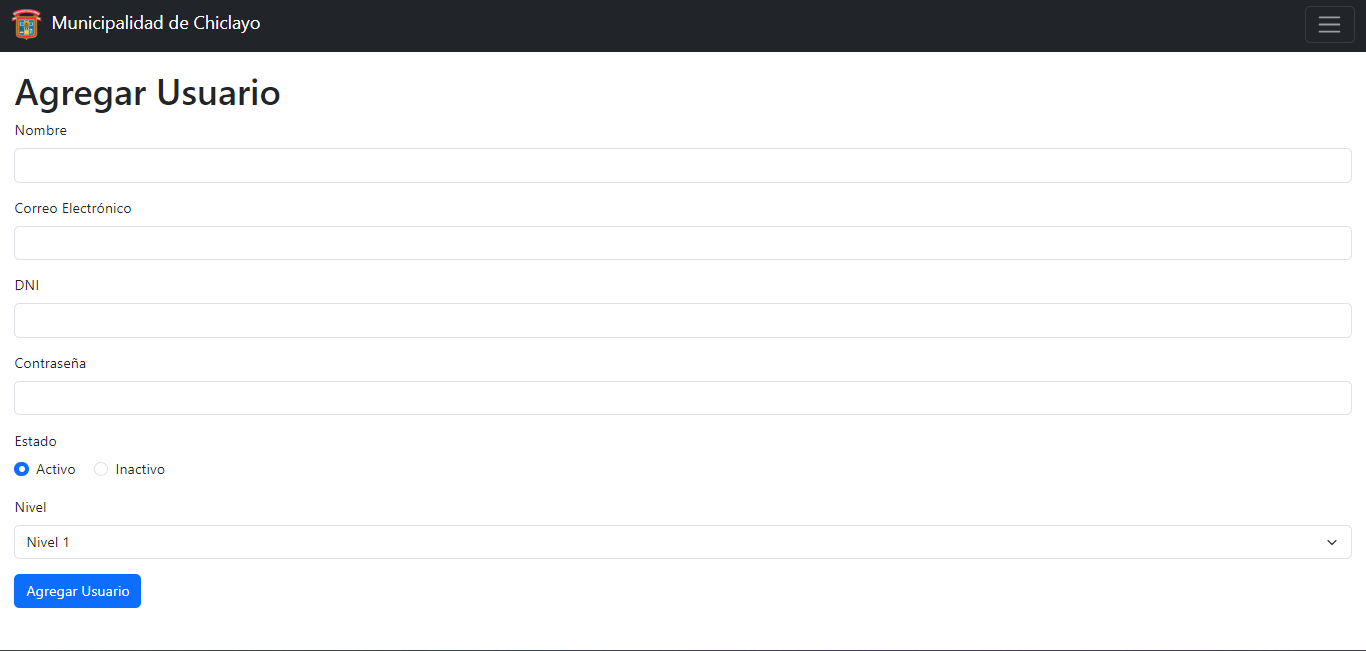 Municipalidad de Chiclayo
Agregar Usuario
Nombre
Correo Electrónico
DNI
Contraseña
Estado
Activo Inactivo
Nivel
Nivel 1
Agregar Usuario